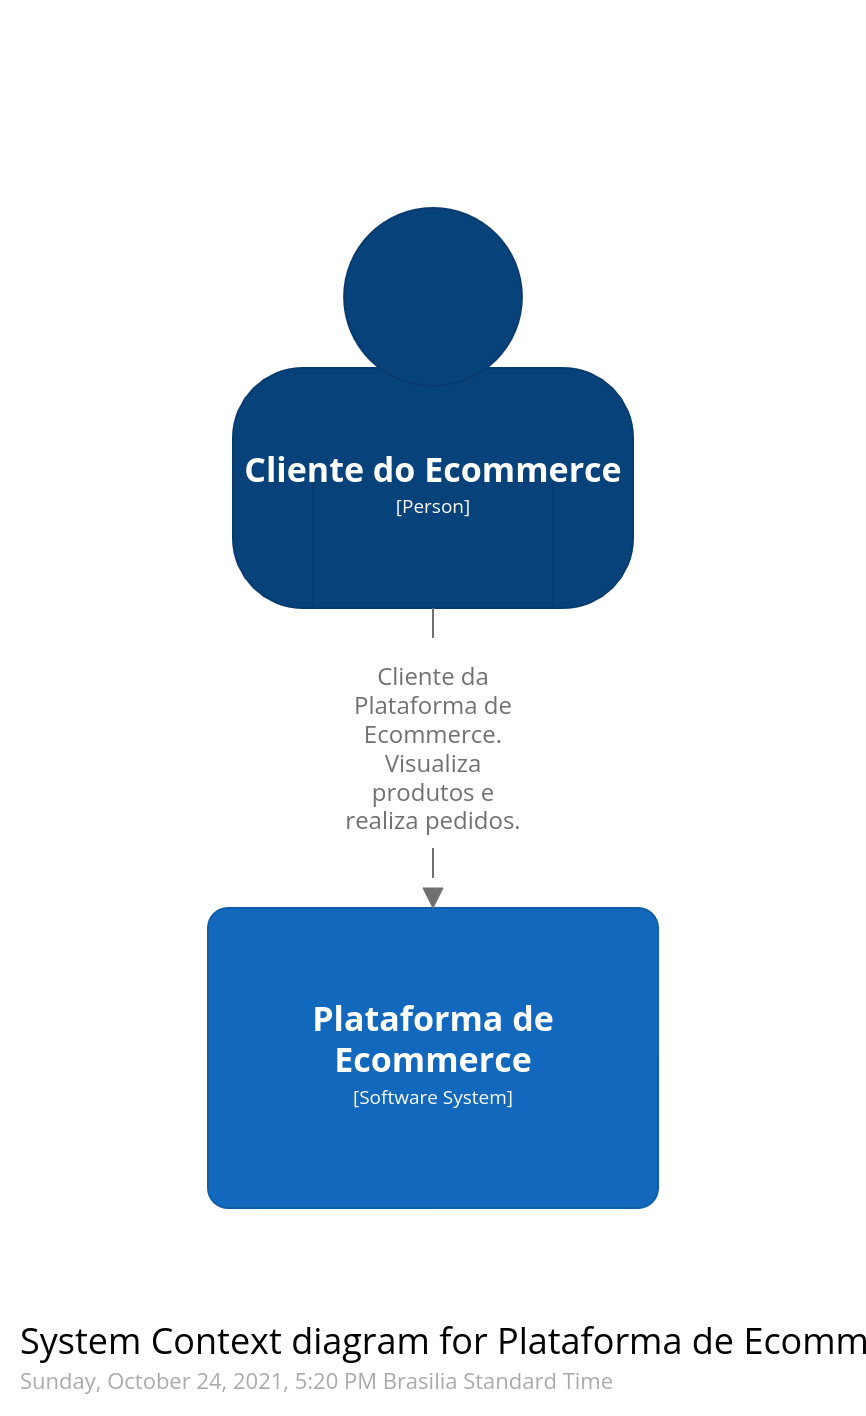 Cliente do Ecommerce
[Person]
Cliente da
Plataforma de
Ecommerce.
Visualiza
produtos e
realiza pedidos.
Plataforma de
Ecommerce
[Software System]
System Context diagram for Plataforma de Ecomm
Sunday, October 24, 2021, 5:20 PM Brasilia Standard Time